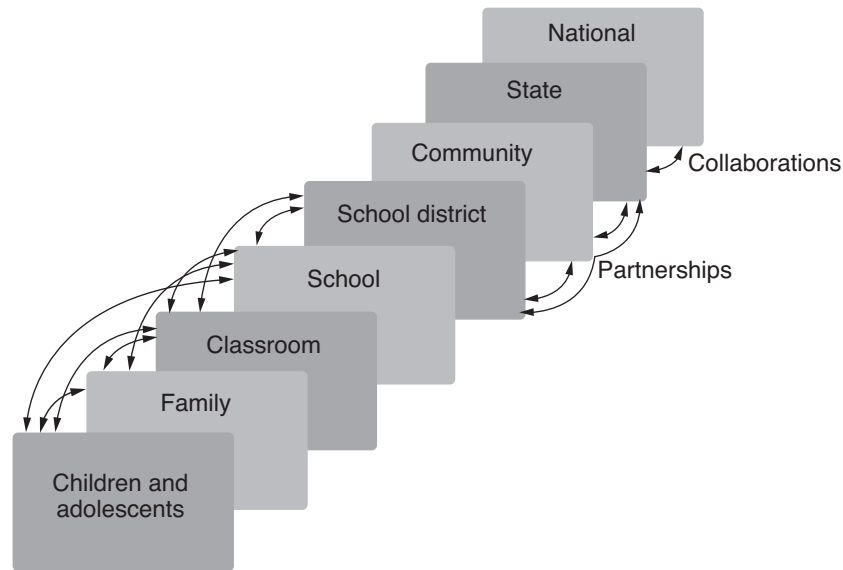 National
State
Community
Collaborations
School district
Partnerships
School
Classroom
Family
Children and
adolescents